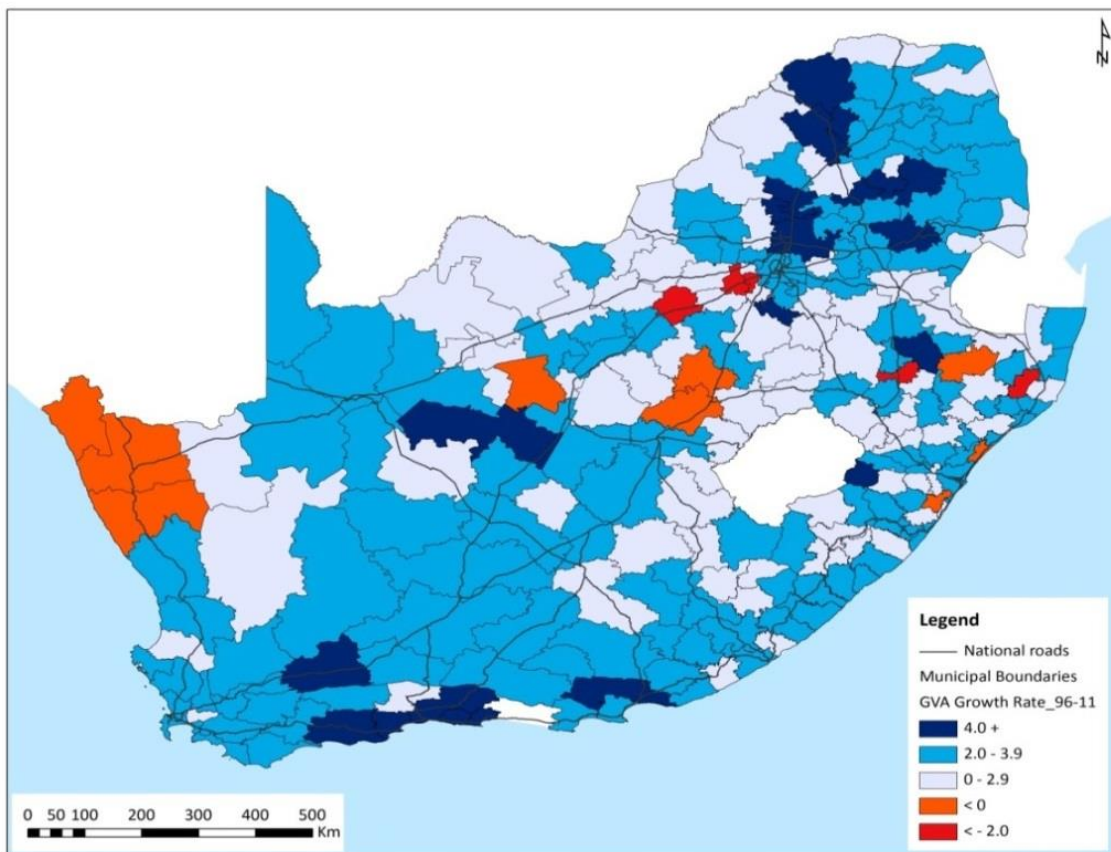 N
Legend
National roads
Municipal Boundaries
GVA Growth Rate_96-11
4.0 +
2.0 - 3.9
0 - 2.9
< 0
< - 2.0
0 50 100 200 300 400 500
Km